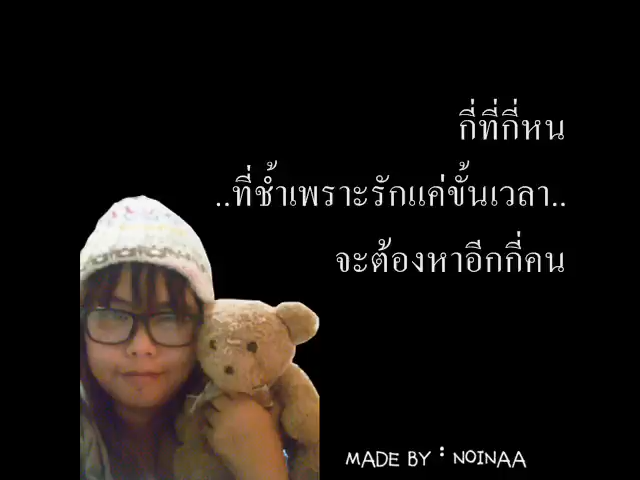 กี่ที่กี่หน
..ที่ช้ำเพราะรักแค่ขั้นเวลา..
จะต้องหาอีกกี่คน
MADE BY : NOINAA